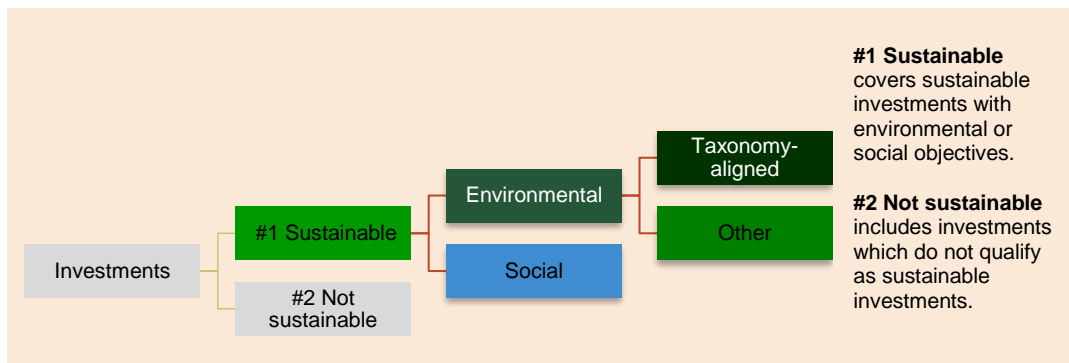 Investments
#1 Sustainable
#2 Not
sustainable
Environmental
Social
Taxonomy-
aligned
Other
#1 Sustainable
covers sustainable
investments with
environmental or
social objectives.
#2 Not sustainable
includes investments
which do not qualify
as sustainable
investments.